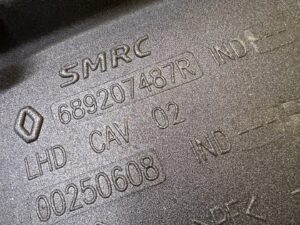 SMRC
689207487R IND
LHD CAV 02
00250608 IND